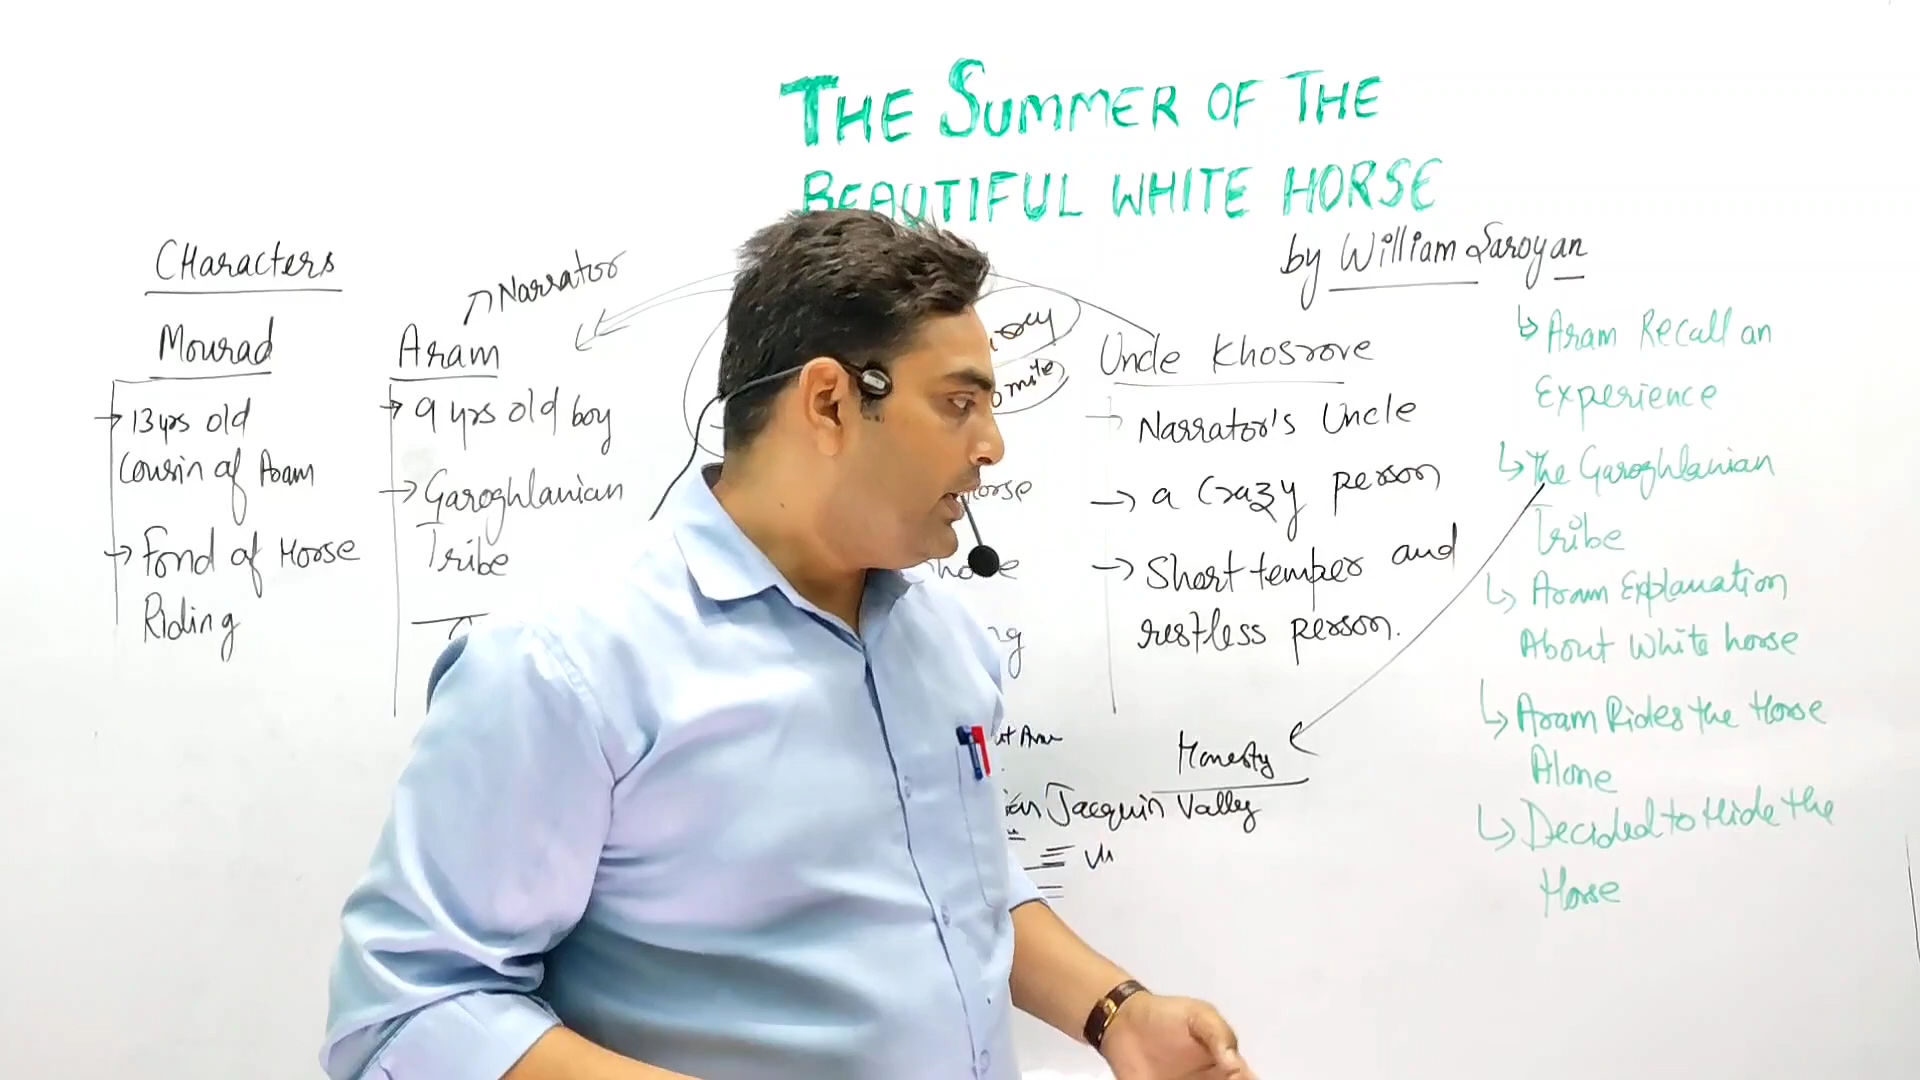 THE SUMMER OF THE
BEAUTIFUL WHITE HORSE
by William Saroyan
CHaracters
Narrator
Mourad
13 yrs old
Cousin of Aram
Fond of Horse
Riding
Aram
9 yrs old boy
Garoghlanian
Tribe
Horse
Uncle Khosrove
Narrator's Uncle
a Crazy person
Short temper and
restless person.
Honesty
Jacquin Valley
Aram Recall an
Experience
The Garoghlanian
Tribe
Aram Explanation
About White horse
Aram Rides the Horse
Alone
Decided to Hide the
Horse